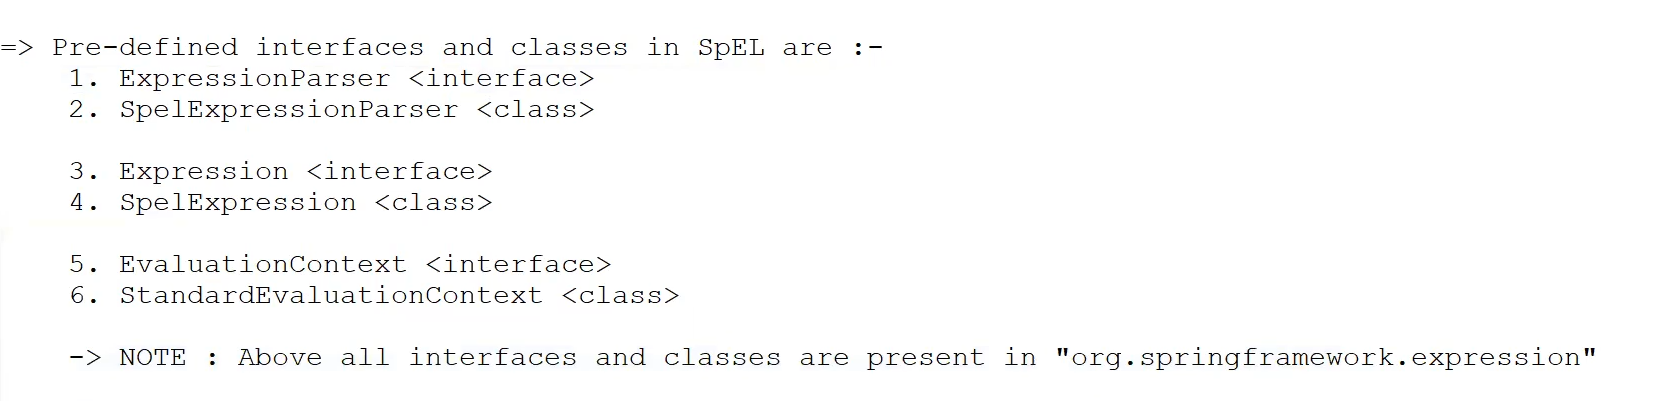 => Pre-defined interfaces and classes in SpEL are :-
1. ExpressionParser <interface>
2. SpelExpressionParser <class>
3. Expression <interface>
4. SpelExpression <class>
5. EvaluationContext <interface>
6. StandardEvaluationContext <class>
-> NOTE : Above all interfaces and classes are present in "org.springframework.expression"